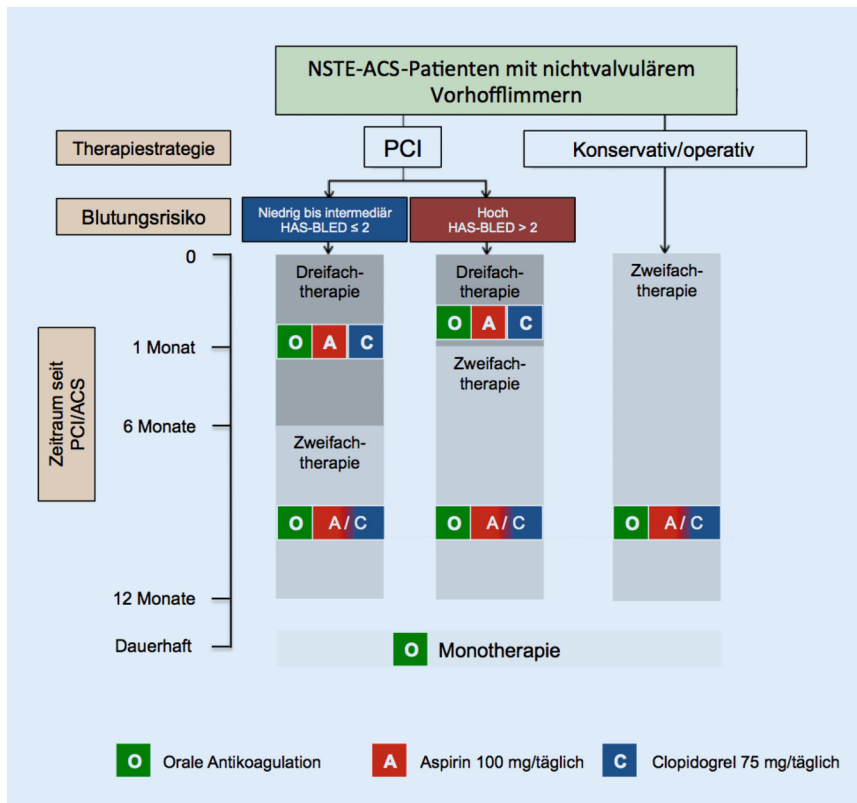 NSTE-ACS-Patienten mit nichtvalvulärem
Vorhofflimmern
Therapiestrategie
PCI
Konservativ/operativ
Blutungsrisiko
Niedrig bis intermediär
HAS-BLED ≤ 2
Hoch
HAS-BLED > 2
0
Dreifach-
therapie
Dreifach-
therapie
Zweifach-
therapie
O A C
O A C
1 Monat
Zweifach-
therapie
Zeitraum seit
PCI/ACS
6 Monate
Zweifach-
therapie
O A / C
O A / C
O A / C
12 Monate
Dauerhaft
O Monotherapie
O Orale Antikoagulation
A Aspirin 100 mg/täglich
C Clopidogrel 75 mg/täglich